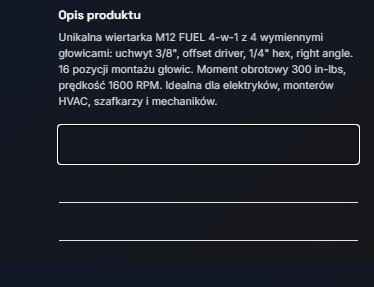 Opis produktu
Unikalna wiertarka M12 FUEL 4-w-1 z 4 wymiennymi
głowicami: uchwyt 3/8", offset driver, 1/4" hex, right angle.
16 pozycji montażu głowic. Moment obrotowy 300 in-lbs,
prędkość 1600 RPM. Idealna dla elektryków, monterów
HVAC, szafkarzy i mechaników.